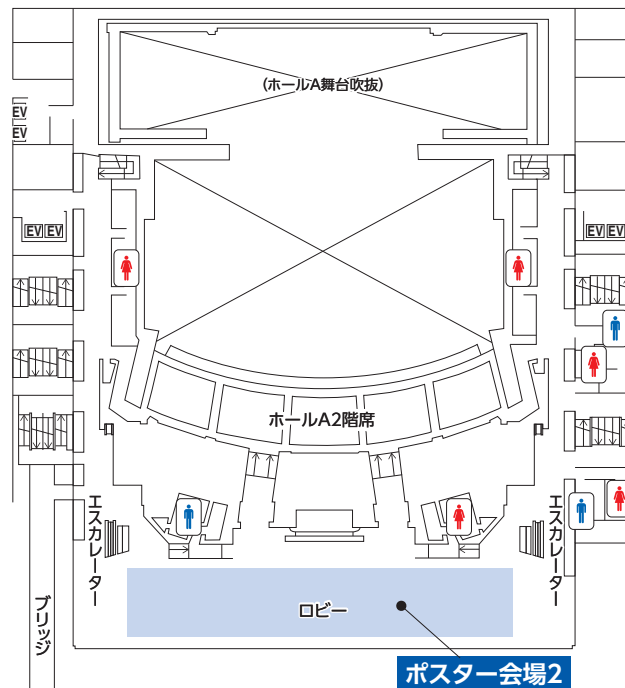 (ホールA舞台吹抜)
EV
EV
EV EV
EV EV
ホールA2階席
エスカレーター
エスカレーター
ロビー
ブリッジ
ポスター会場2